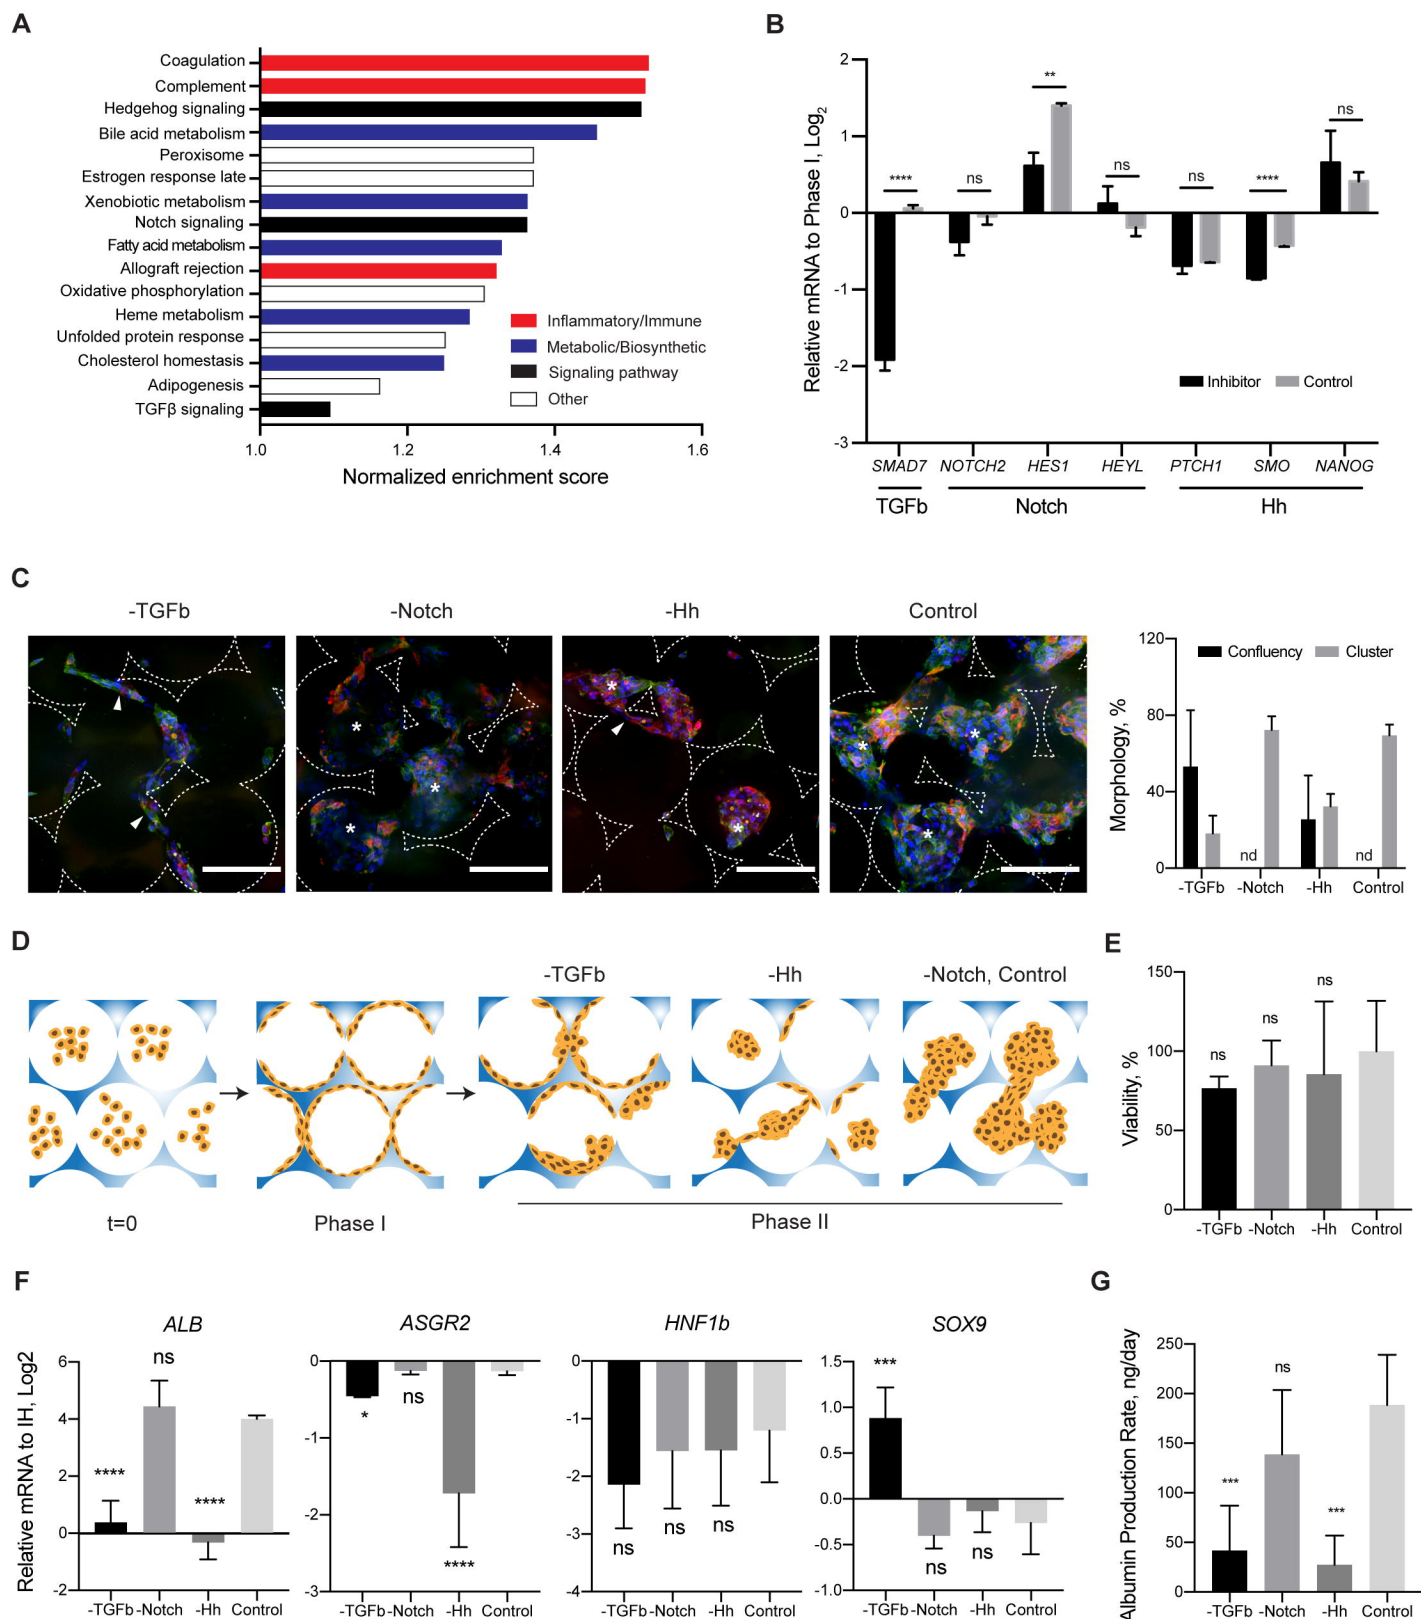 A
Coagulation
Complement
Hedgehog signaling
Bile acid metabolism
Peroxisome
Estrogen response late
Xenobiotic metabolism
Notch signaling
Fatty acid metabolism
Allograft rejection
Oxidative phosphorylation
Heme metabolism
Unfolded protein response
Cholesterol homestasis
Adipogenesis
TGFβ signaling
Inflammatory/Immune
Metabolic/Biosynthetic
Signaling pathway
Other
1.0 1.2 1.4 1.6
Normalized enrichment score
B
Relative mRNA to Phase I, Log2
2
1
0
-1
-2
-3
**** ns ** ns ns **** ns
Inhibitor Control
SMAD7 NOTCH2 HES1 HEYL PTCH1 SMO NANOG
TGFb Notch Hh
C
-TGFb -Notch -Hh Control
* * * * * * * *
Morphology, %
120
80
40
0
Confluency Cluster
nd nd
-TGFb -Notch -Hh Control
D
-TGFb -Hh -Notch, Control
t=0 Phase I Phase II
E
Viability, %
150
100
50
0
ns ns ns
-TGFb -Notch -Hh Control
F
Relative mRNA to IH, Log2
ALB
6
4
2
0
-2
**** ns ****
-TGFb -Notch -Hh Control
ASGR2
0
-1
-2
-3
* ns ****
-TGFb -Notch -Hh Control
HNF1b
0
-1
-2
-3
-4
ns ns ns
-TGFb -Notch -Hh Control
SOX9
1.5
1.0
0.5
0.0
-0.5
-1.0
*** ns ns
-TGFb -Notch -Hh Control
G
Albumin Production Rate, ng/day
250
200
150
100
50
0
*** ns ***
-TGFb -Notch -Hh Control